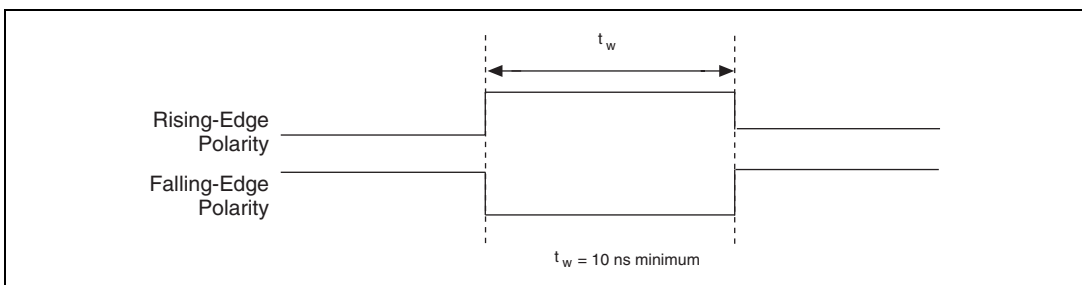 t w
Rising-Edge
Polarity
Falling-Edge
Polarity
t w = 10 ns minimum